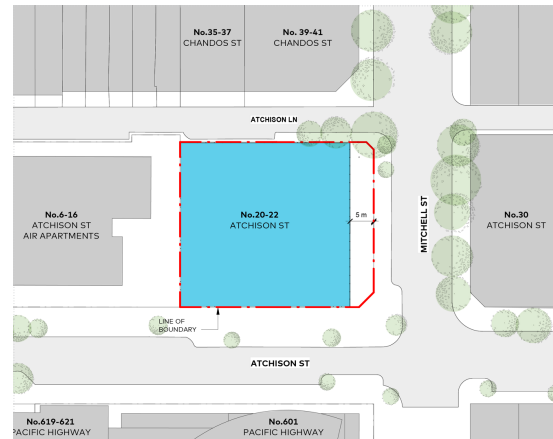 No.35-37
CHANDOS ST
No. 39-41
CHANDOS ST
ATCHISON LN
No.6-16
ATCHISON ST
AIR APARTMENTS
No.20-22
ATCHISON ST
5 m
MITCHELL ST
No.30
ATCHISON ST
LINE OF
BOUNDARY
ATCHISON ST
No.619-621
PACIFIC HIGHWAY
No.601
PACIFIC HIGHWAY